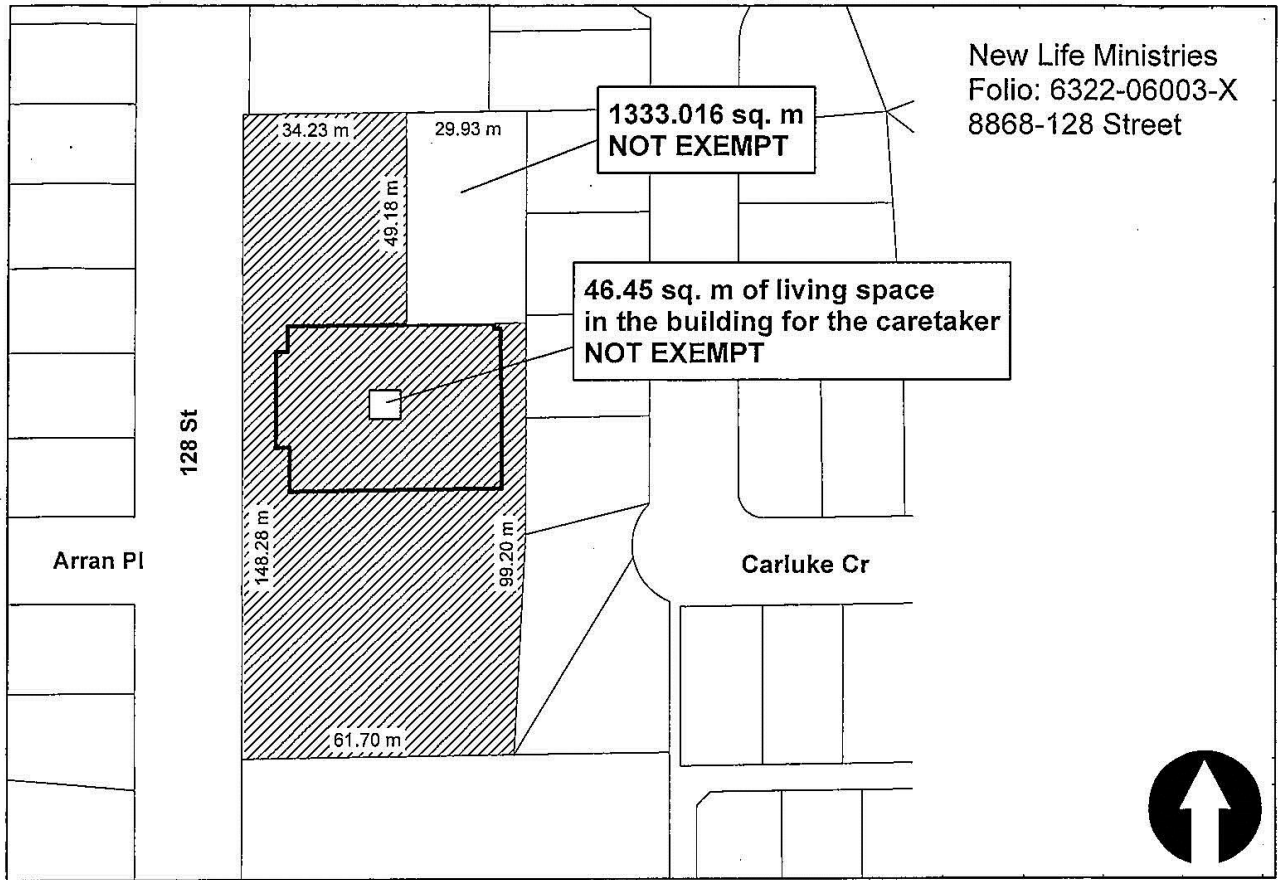 New Life Ministries
Folio: 6322-06003-X
8868-128 Street
34.23 m
29.93 m
1333.016 sq. m
NOT EXEMPT
49.18 m
46.45 sq. m of living space
in the building for the caretaker
NOT EXEMPT
128 St
148.28 m
99.20 m
Arran Pl
Carluke Cr
61.70 m